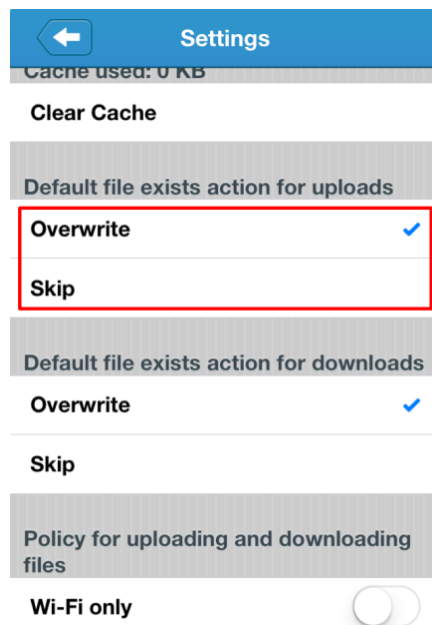 Settings
Cache used: 0 KB
Clear Cache
Default file exists action for uploads
Overwrite
Skip
Default file exists action for downloads
Overwrite
Skip
Policy for uploading and downloading
files
Wi-Fi only